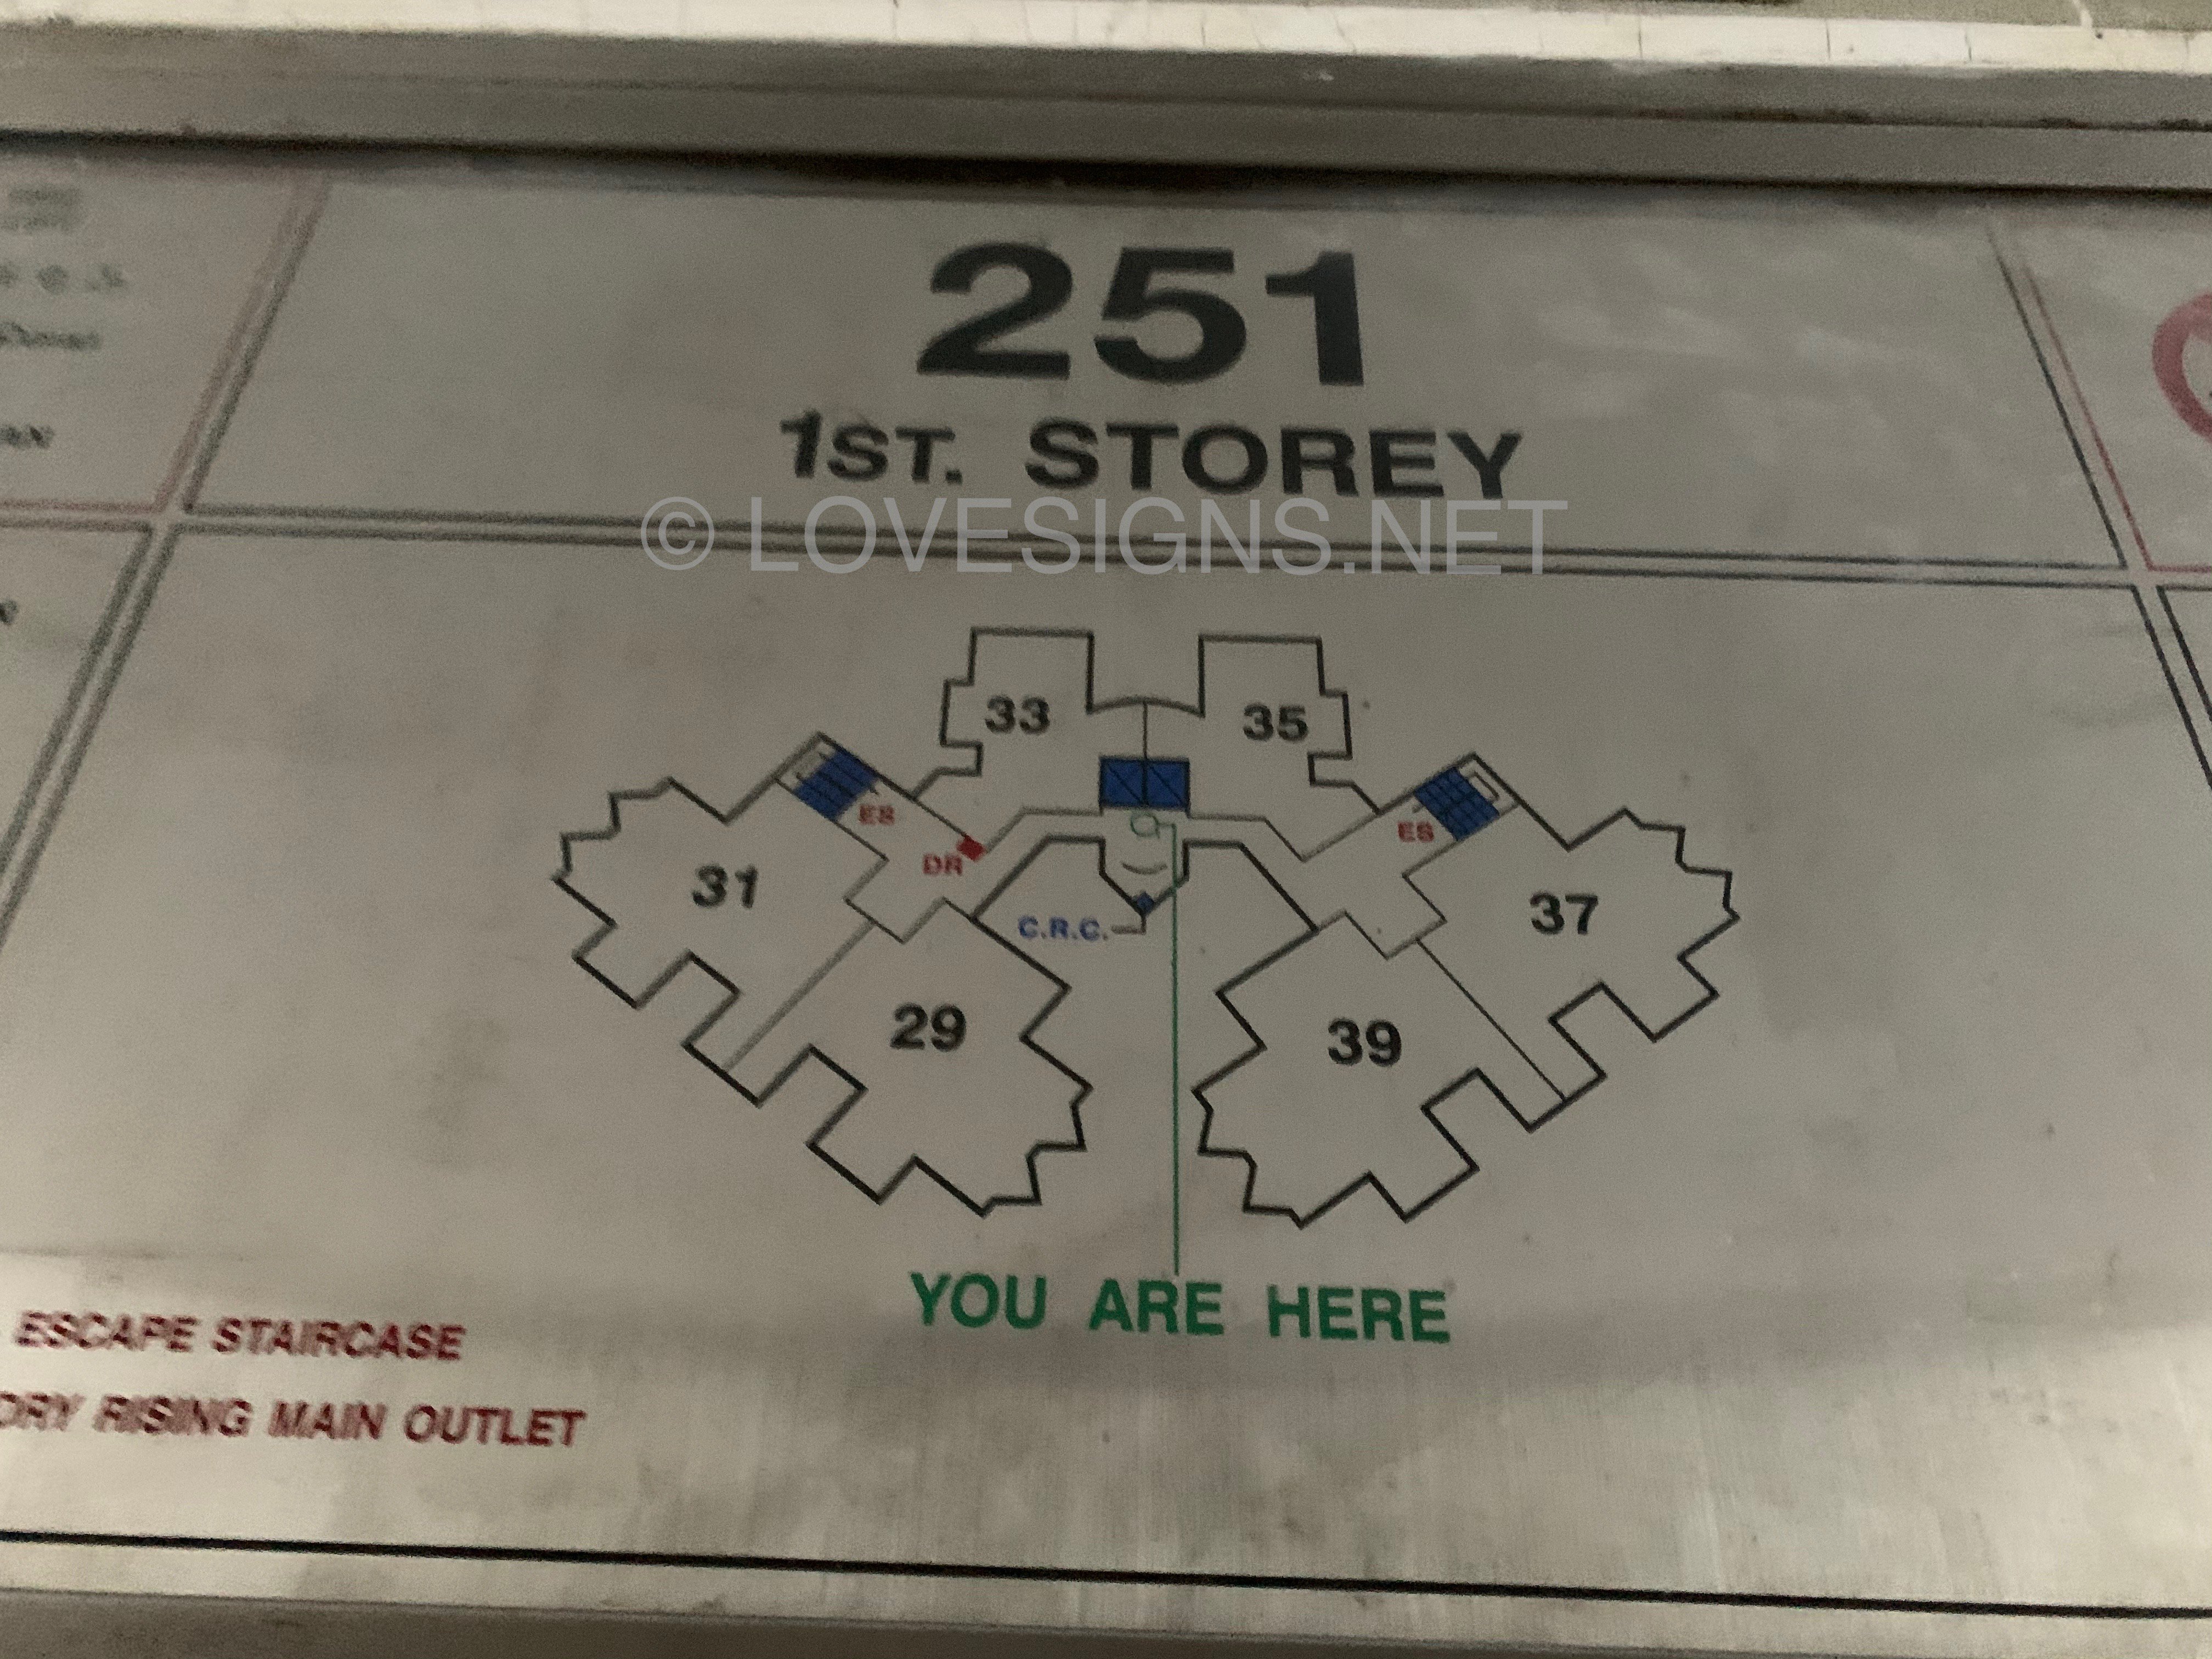 251
1ST. STOREY
© LOVESIGNS.NET
33
35
ES
ES
DR
31
37
C.R.C.
29
39
YOU ARE HERE
ESCAPE STAIRCASE
DRY RISING MAIN OUTLET